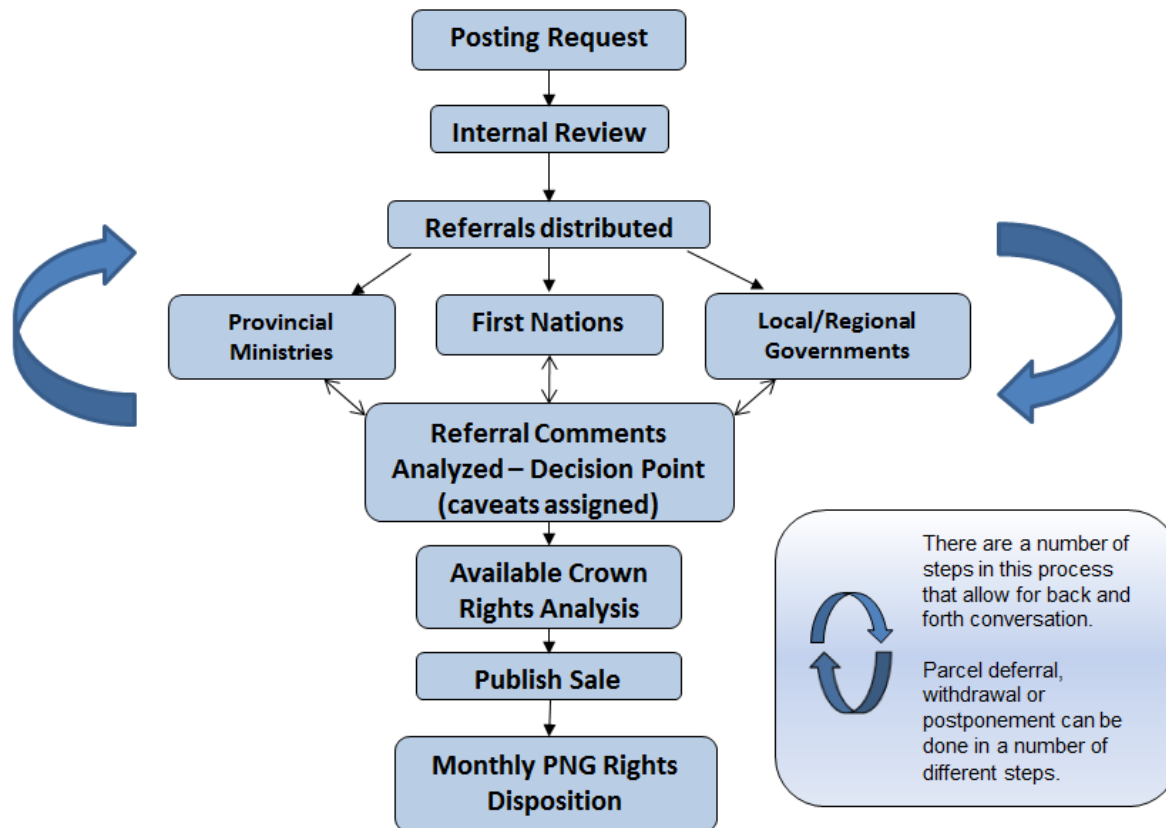 Posting Request
Internal Review
Referrals distributed
Provincial
Ministries
First Nations
Local/Regional
Governments
Referral Comments
Analyzed – Decision Point
(caveats assigned)
Available Crown
Rights Analysis
Publish Sale
Monthly PNG Rights
Disposition
There are a number of
steps in this process
that allow for back and
forth conversation.
Parcel deferral,
withdrawal or
postponement can be
done in a number of
different steps.